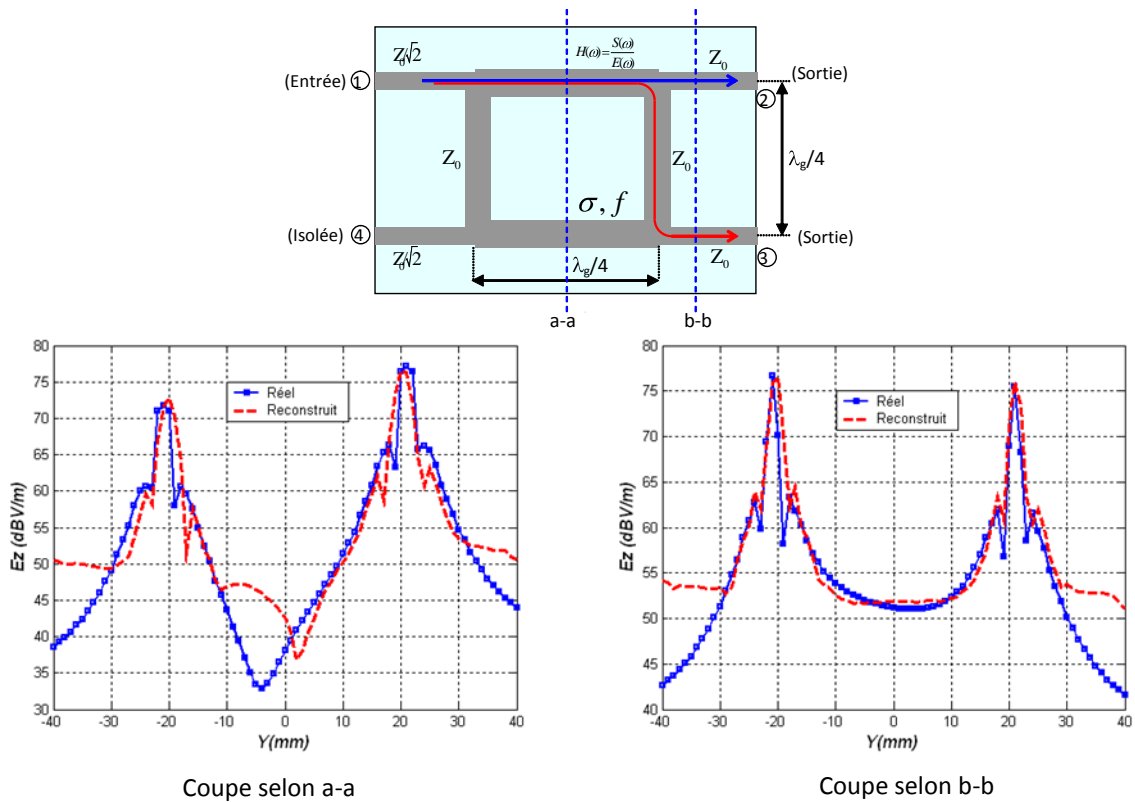 Z₀√2
H(ω)=S(ω)/E(ω)
Z₀
(Entrée) ①
(Sortie)
②
Z₀
Z₀
λg/4
σ, f
(Isolée) ④
(Sortie)
Z₀√2
λg/4
Z₀
③
a-a
b-b
80
75
70
65
60
55
50
45
40
35
30
Ez (dBV/m)
Réel
Reconstruit
-40
-30
-20
-10
0
10
20
30
40
Y(mm)
Coupe selon a-a
80
75
70
65
60
55
50
45
40
Ez (dBV/m)
Réel
Reconstruit
-40
-30
-20
-10
0
10
20
30
40
Y(mm)
Coupe selon b-b